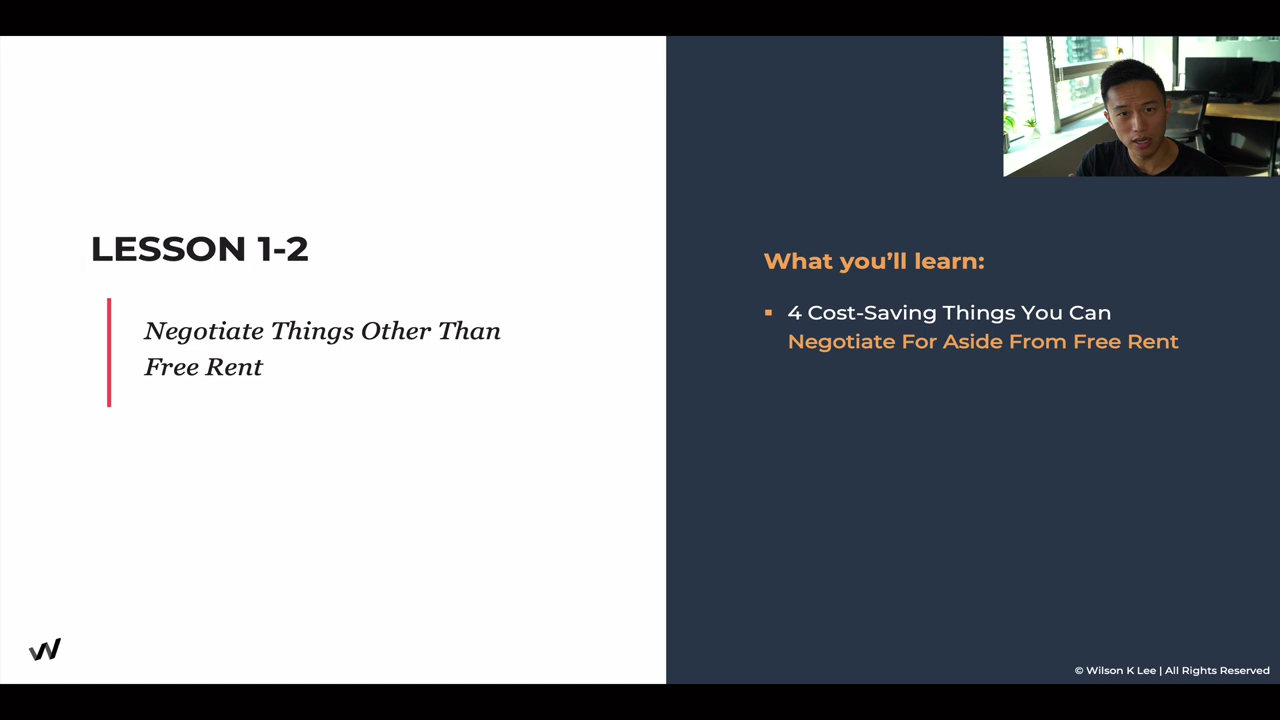 LESSON 1-2
Negotiate Things Other Than
Free Rent
What you’ll learn:
▪ 4 Cost-Saving Things You Can
Negotiate For Aside From Free Rent
© Wilson K Lee | All Rights Reserved